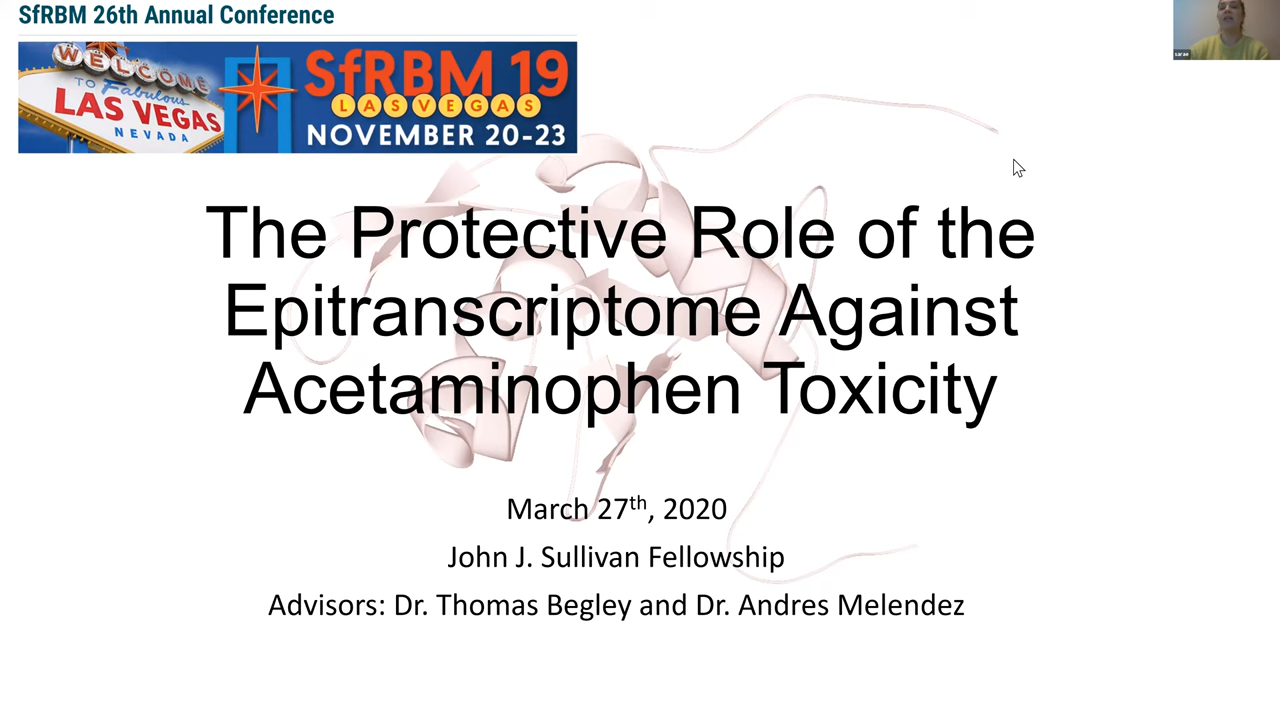 SfRBM 26th Annual Conference
WELCOME
TO Fabulous
LAS VEGAS
NEVADA
SfRBM 19
LAS VEGAS
NOVEMBER 20-23
The Protective Role of the
Epitranscriptome Against
Acetaminophen Toxicity
March 27th, 2020
John J. Sullivan Fellowship
Advisors: Dr. Thomas Begley and Dr. Andres Melendez